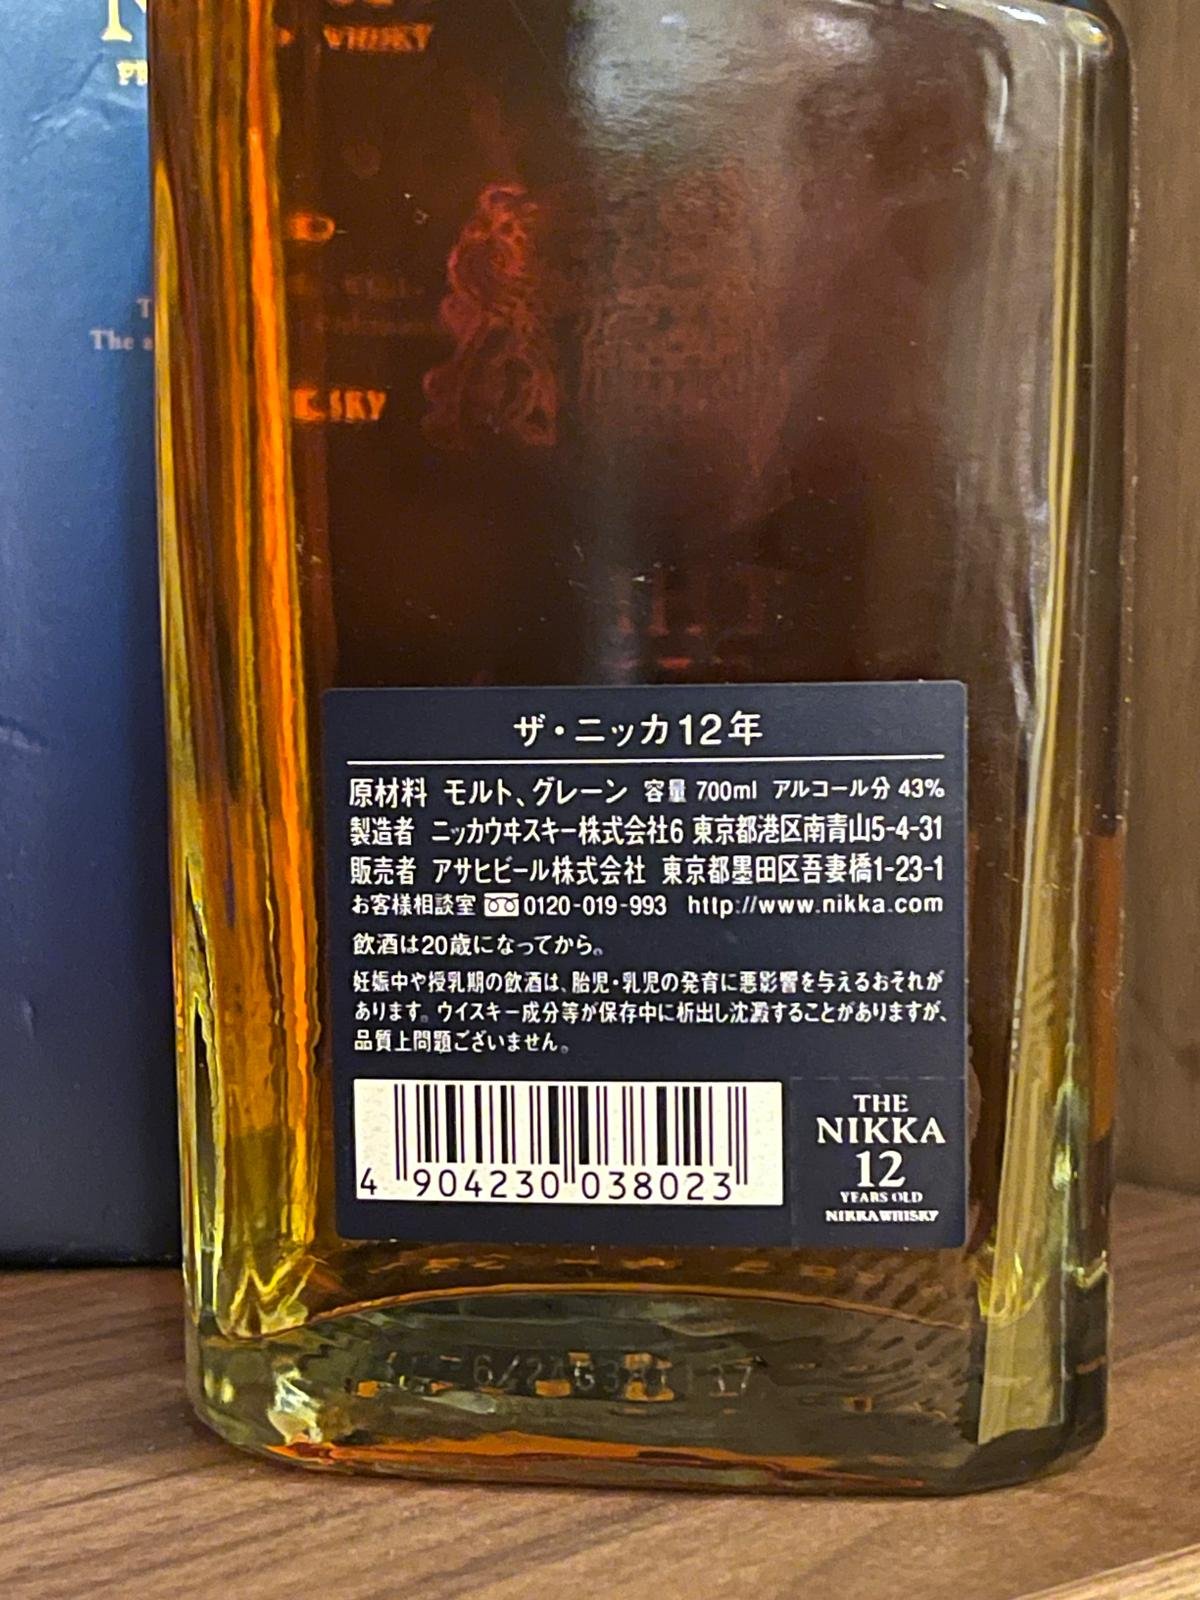 WHISKY
The
SKY
ザ・ニッカ12年
原材料 モルト、グレーン 容量 700ml アルコール分 43%
製造者 ニッカウヰスキー株式会社6 東京都港区南青山5-4-31
販売者 アサヒビール株式会社 東京都墨田区吾妻橋1-23-1
お客様相談室 0120-019-993 http://www.nikka.com
飲酒は20歳になってから。
妊娠中や授乳期の飲酒は、胎児・乳児の発育に悪影響を与えるおそれが
あります。ウイスキー成分等が保存中に析出し沈澱することがありますが、
品質上問題ございません。
4 904230 038023
THE
NIKKA
12
YEARS OLD
NIKKA WHISKY